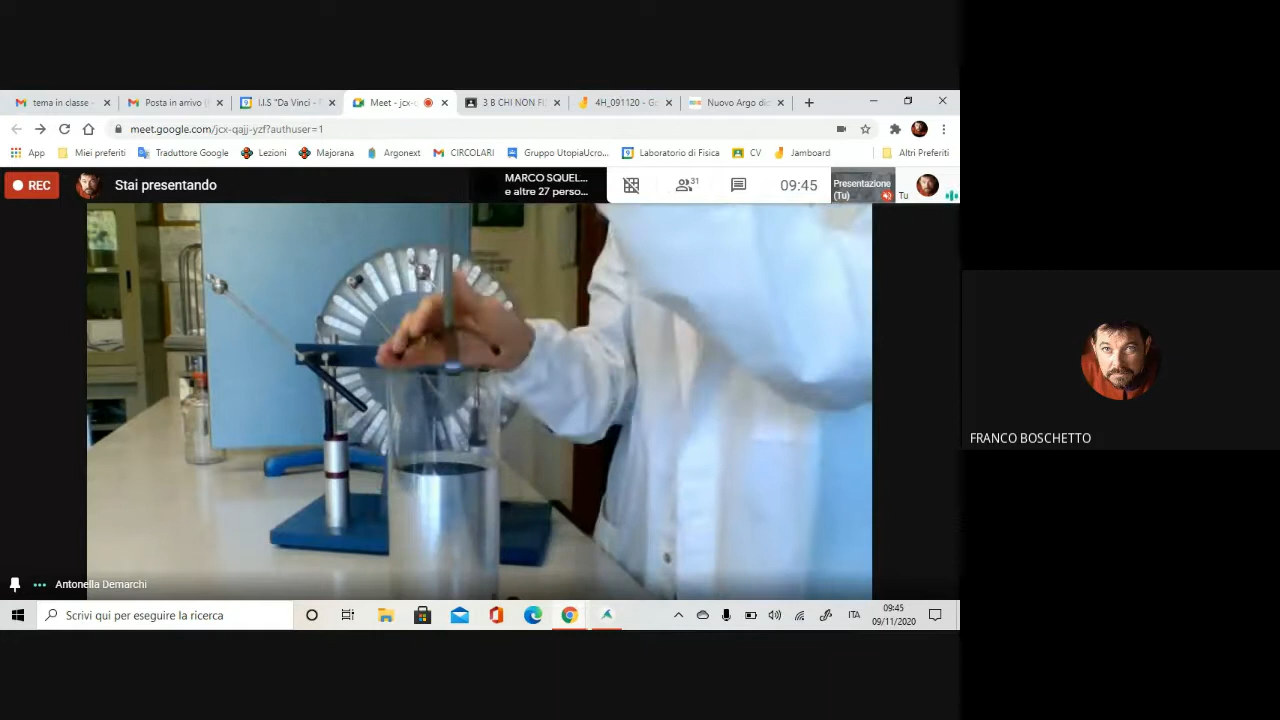 tema in classe -
Posta in arrivo (
I.I.S "Da Vinci -
Meet - jcx-q
3 B CHI NON F
4H_091120 - G
Nuovo Argo di
meet.google.com/jcx-qajj-yzf?authuser=1
App
Miei preferiti
Traduttore Google
Lezioni
Majorana
Argonext
CIRCOLARI
Gruppo UtopiaUcro...
Laboratorio di Fisica
CV
Jamboard
Altri Preferiti
REC
Stai presentando
MARCO SQUEL...
e altre 27 perso...
31
09:45
Presentazione
(Tu)
Tu
FRANCO BOSCHETTO
Antonella Demarchi
Scrivi qui per eseguire la ricerca
ITA
09:45
09/11/2020